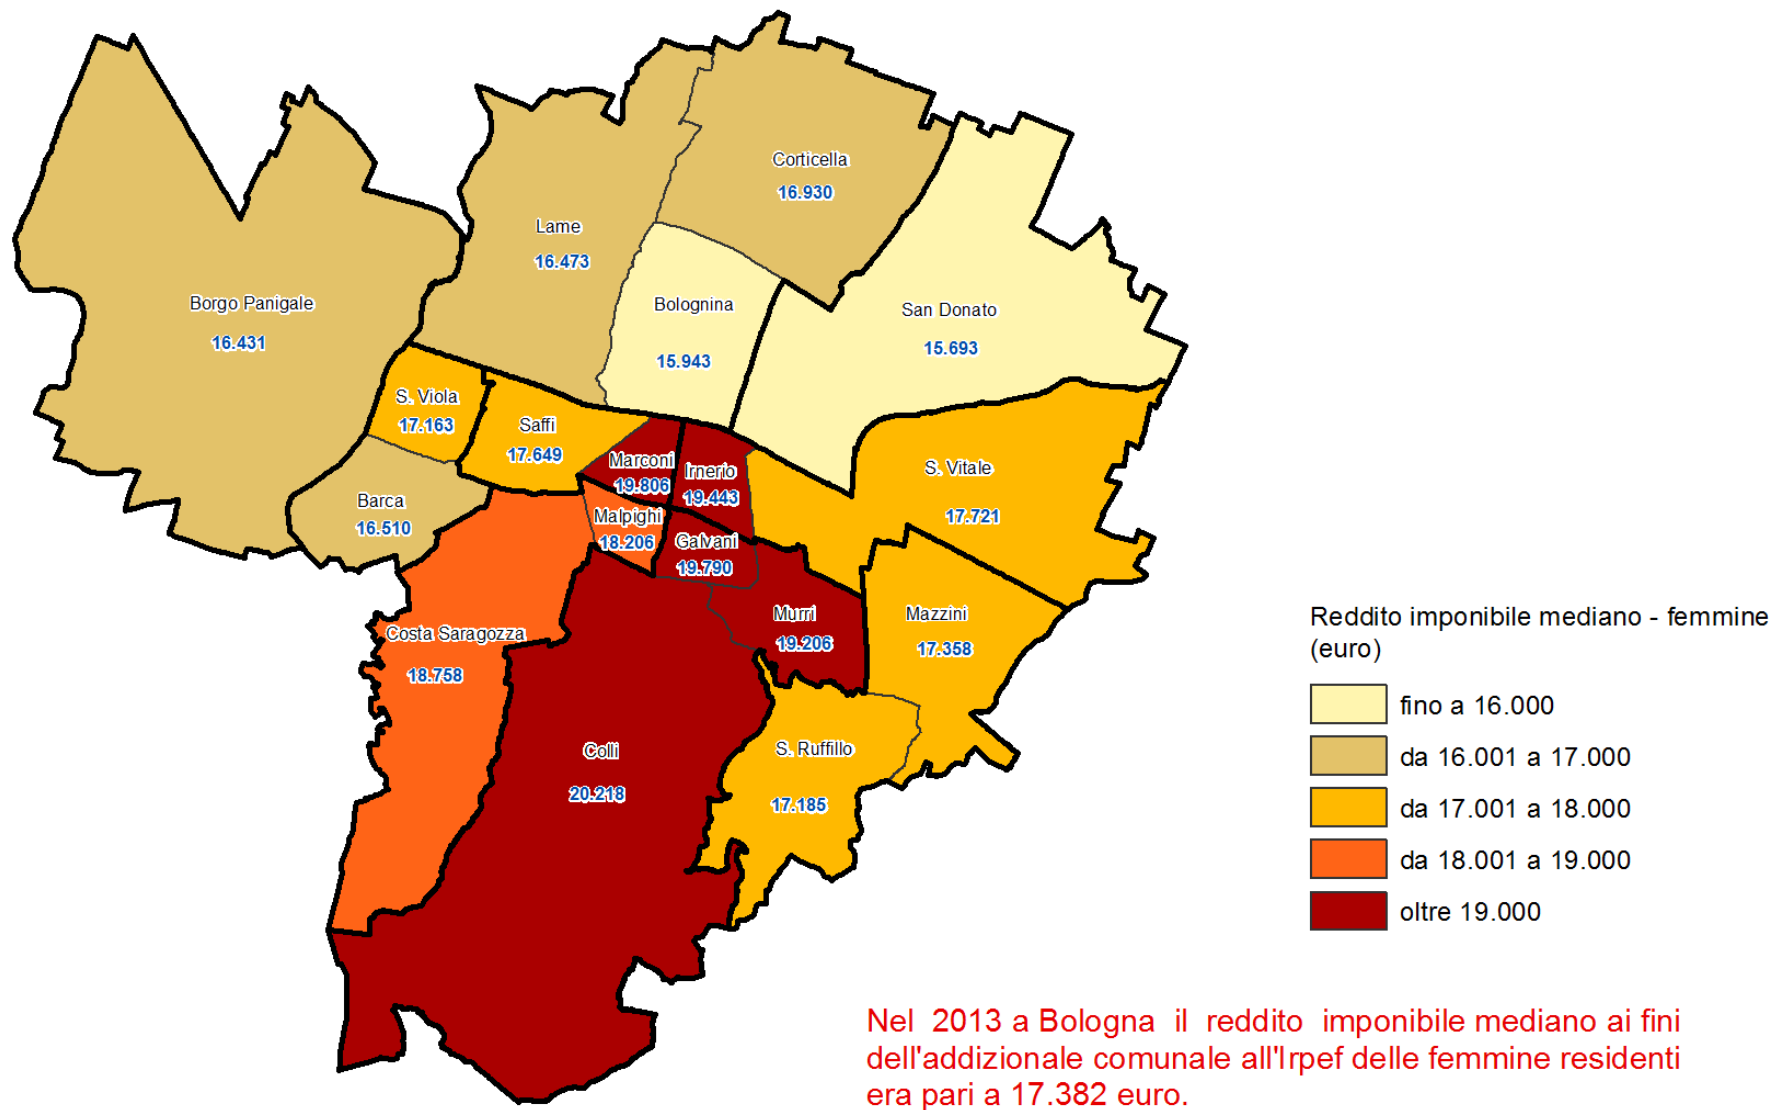 Corticella
16.930
Lame
16.473
Borgo Panigale
16.431
Bolognina
15.943
San Donato
15.693
S. Viola
17.163
Saffi
17.649
Marconi
19.806
Irnerio
19.443
S. Vitale
17.721
Barca
16.510
Malpighi
18.206
Galvani
19.790
Costa Saragozza
18.758
Murri
19.206
Mazzini
17.358
Colli
20.218
S. Ruffillo
17.185
Reddito imponibile mediano - femmine
(euro)
fino a 16.000
da 16.001 a 17.000
da 17.001 a 18.000
da 18.001 a 19.000
oltre 19.000
Nel 2013 a Bologna il reddito imponibile mediano ai fini
dell'addizionale comunale all'Irpef delle femmine residenti
era pari a 17.382 euro.